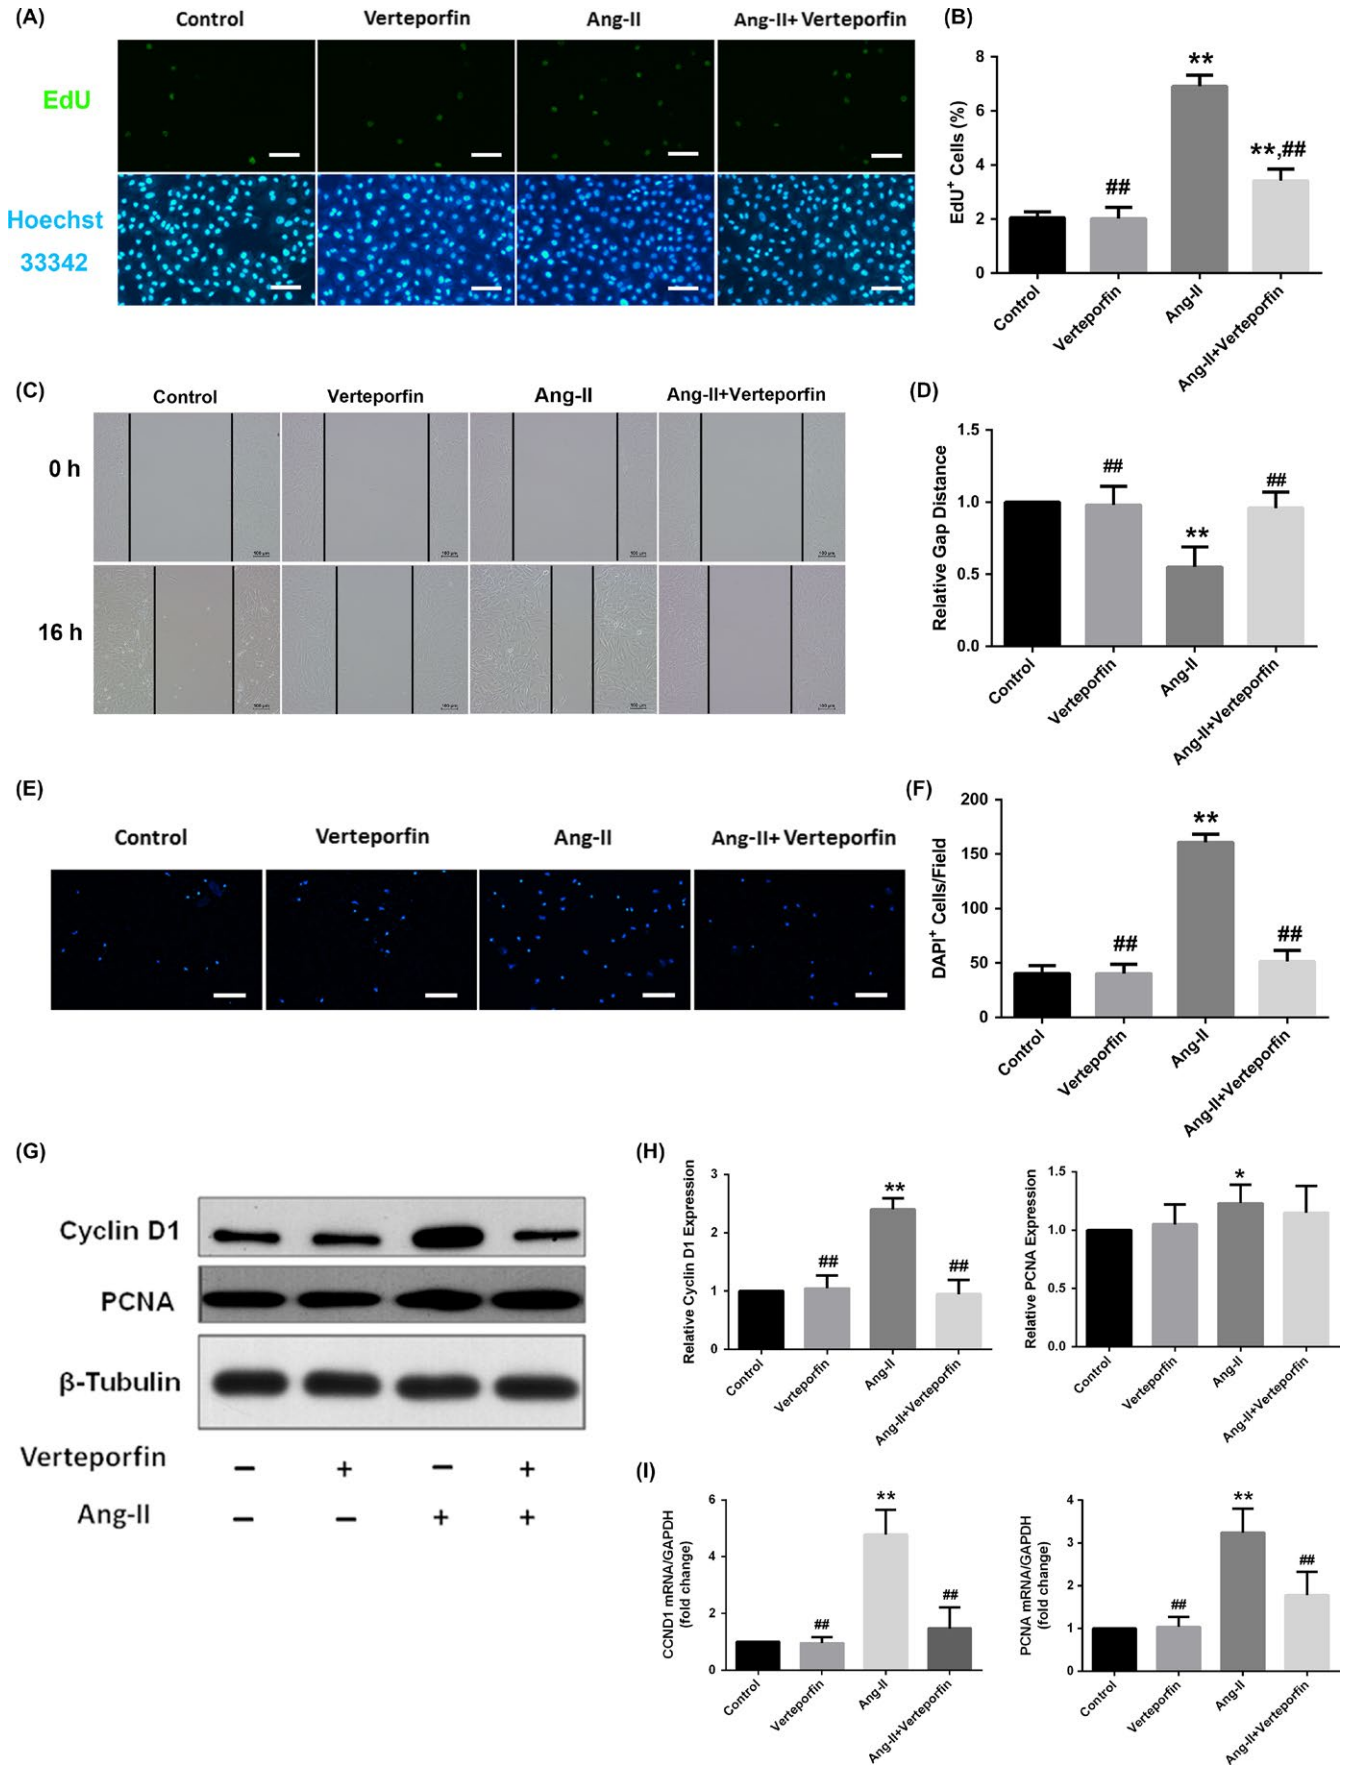 (A)
Control
Verteporfin
Ang-II
Ang-II+ Verteporfin
EdU
Hoechst
33342
(B)
EdU+ Cells (%)
8
6
4
2
0
**
##
**,##
Control
Verteporfin
Ang-II
Ang-II+Verteporfin
(C)
Control
Verteporfin
Ang-II
Ang-II+Verteporfin
0 h
16 h
(D)
Relative Gap Distance
1.5
1.0
0.5
0.0
##
**
##
Control
Verteporfin
Ang-II
Ang-II+Verteporfin
(E)
Control
Verteporfin
Ang-II
Ang-II+ Verteporfin
(F)
DAPI+ Cells/Field
200
150
100
50
0
##
**
##
Control
Verteporfin
Ang-II
Ang-II+Verteporfin
(G)
Cyclin D1
PCNA
β-Tubulin
Verteporfin − + − +
Ang-II − − + +
(H)
Relative Cyclin D1 Expression
3
2
1
0
##
**
##
Control
Verteporfin
Ang-II
Ang-II+Verteporfin
Relative PCNA Expression
1.5
1.0
0.5
0.0
*
Control
Verteporfin
Ang-II
Ang-II+Verteporfin
(I)
CCND1 mRNA/GAPDH
(fold change)
6
4
2
0
##
**
##
Control
Verteporfin
Ang-II
Ang-II+Verteporfin
PCNA mRNA/GAPDH
(fold change)
4
3
2
1
0
##
**
##
Control
Verteporfin
Ang-II
Ang-II+Verteporfin